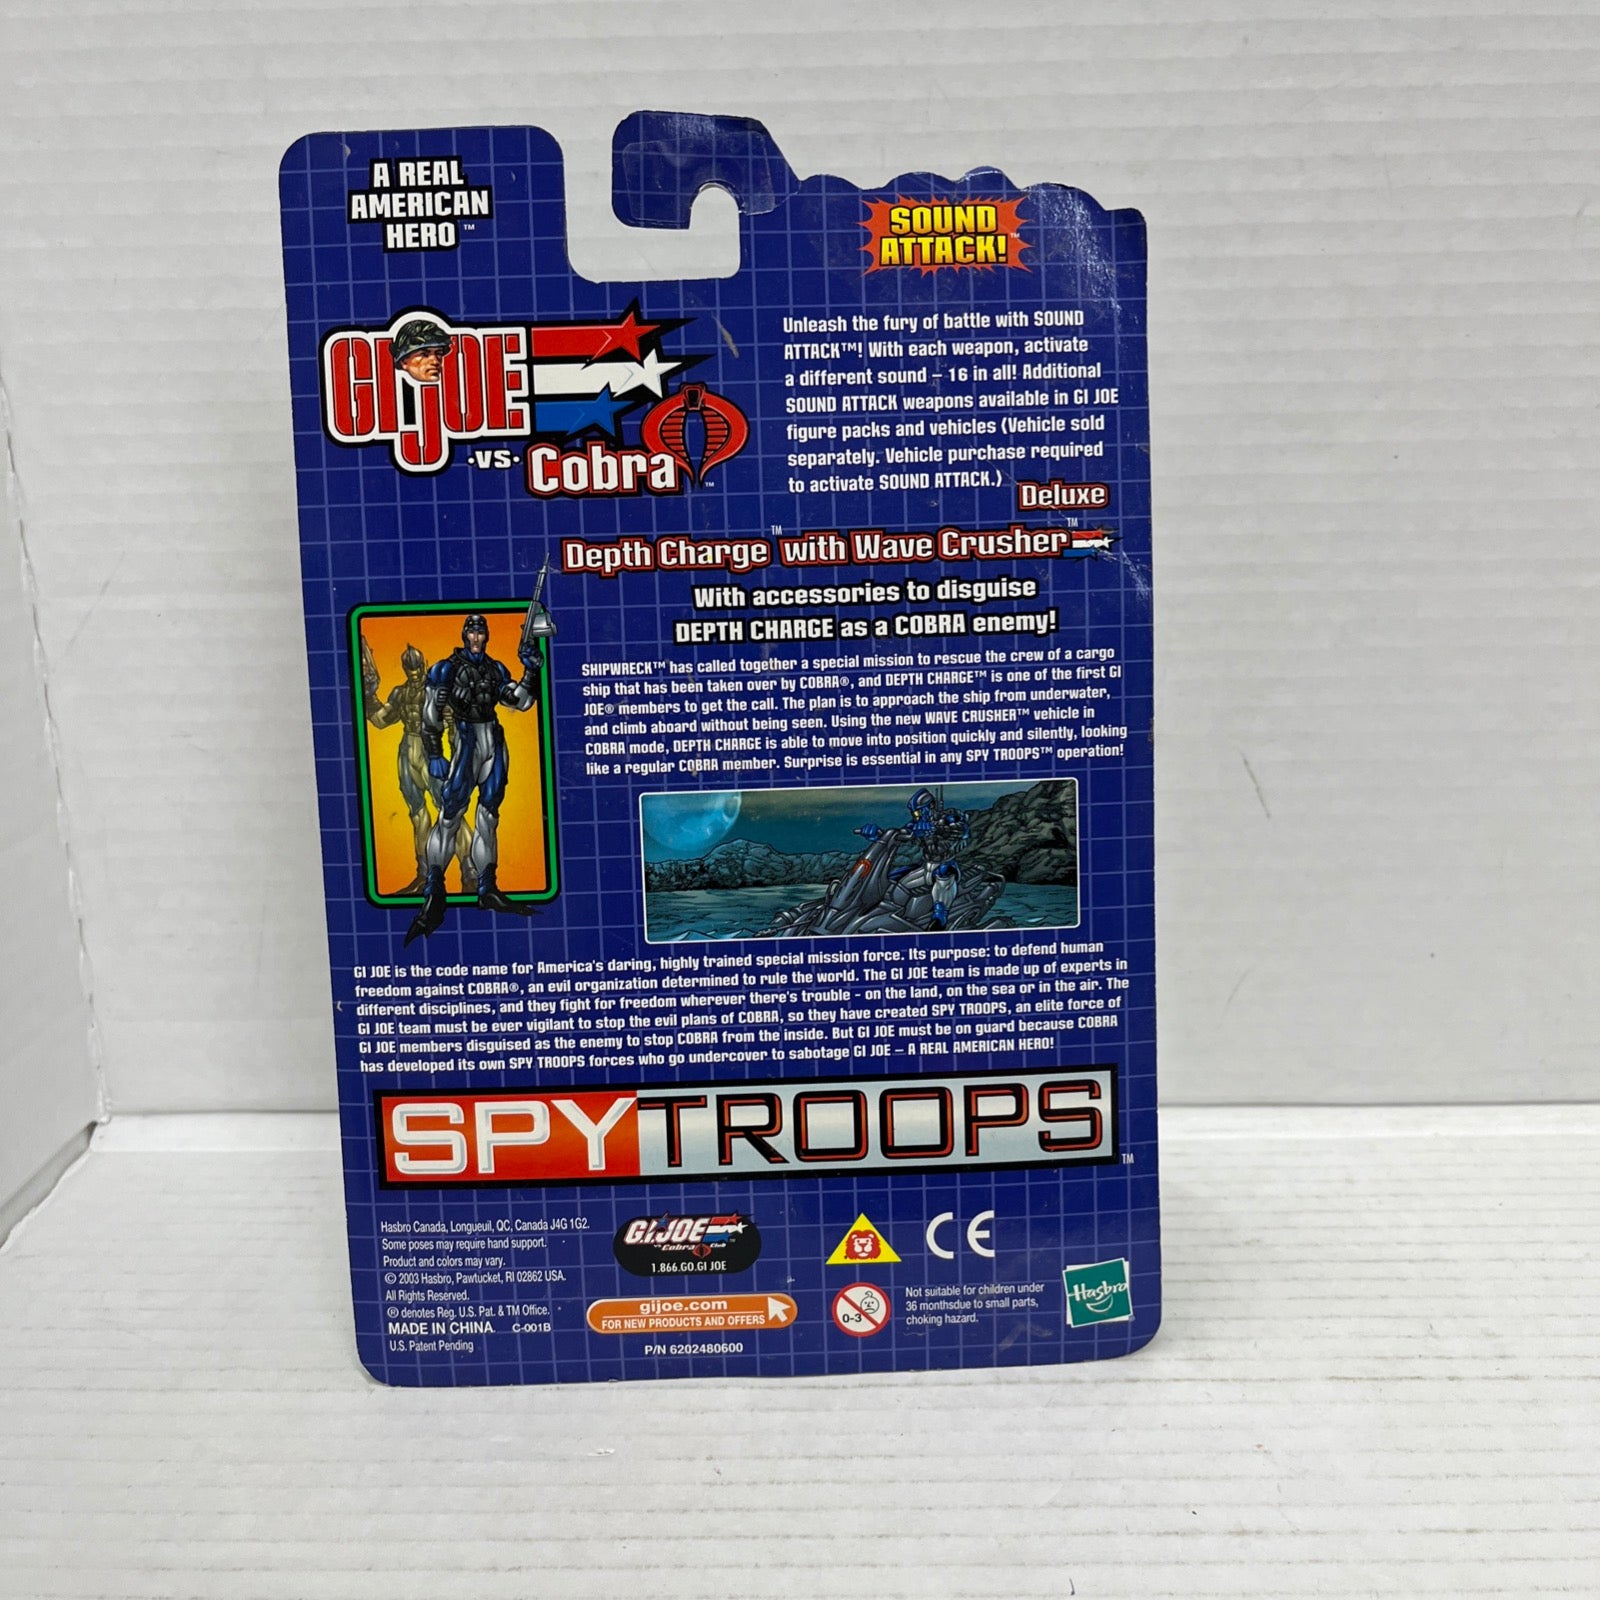 A REAL
AMERICAN
HERO™
SOUND
ATTACK!™
GI JOE
·VS· Cobra™
Unleash the fury of battle with SOUND
ATTACK™! With each weapon, activate
a different sound – 16 in all! Additional
SOUND ATTACK weapons available in GI JOE
figure packs and vehicles (Vehicle sold
separately. Vehicle purchase required
to activate SOUND ATTACK.)
Deluxe
Depth Charge™ with Wave Crusher™
With accessories to disguise
DEPTH CHARGE as a COBRA enemy!
SHIPWRECK™ has called together a special mission to rescue the crew of a cargo
ship that has been taken over by COBRA®, and DEPTH CHARGE™ is one of the first GI
JOE® members to get the call. The plan is to approach the ship from underwater,
and climb aboard without being seen. Using the new WAVE CRUSHER™ vehicle in
COBRA mode, DEPTH CHARGE is able to move into position quickly and silently, looking
like a regular COBRA member. Surprise is essential in any SPY TROOPS™ operation!
GI JOE is the code name for America's daring, highly trained special mission force. Its purpose: to defend human
freedom against COBRA®, an evil organization determined to rule the world. The GI JOE team is made up of experts in
different disciplines, and they fight for freedom wherever there's trouble - on the land, on the sea or in the air. The
GI JOE team must be ever vigilant to stop the evil plans of COBRA, so they have created SPY TROOPS, an elite force of
GI JOE members disguised as the enemy to stop COBRA from the inside. But GI JOE must be on guard because COBRA
has developed its own SPY TROOPS forces who go undercover to sabotage GI JOE – A REAL AMERICAN HERO!
SPYTROOPS™
Hasbro Canada, Longueuil, QC, Canada J4G 1G2.
Some poses may require hand support.
Product and colors may vary.
© 2003 Hasbro, Pawtucket, RI 02862 USA.
All Rights Reserved.
® denotes Reg. U.S. Pat. & TM Office.
MADE IN CHINA. C-001B
U.S. Patent Pending
G.I. JOE
vs Cobra Club
1.866.GO.GI JOE
gijoe.com
FOR NEW PRODUCTS AND OFFERS
P/N 6202480600
CE
0-3
Not suitable for children under
36 monthsdue to small parts,
choking hazard.
Hasbro